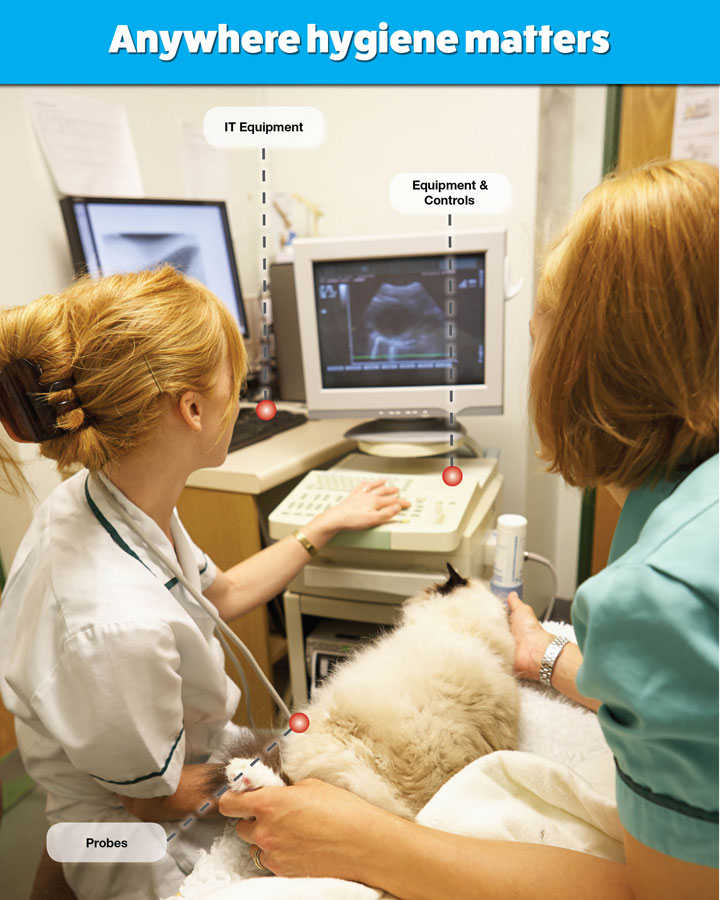 Anywhere hygiene matters
IT Equipment
Equipment &
Controls
Probes